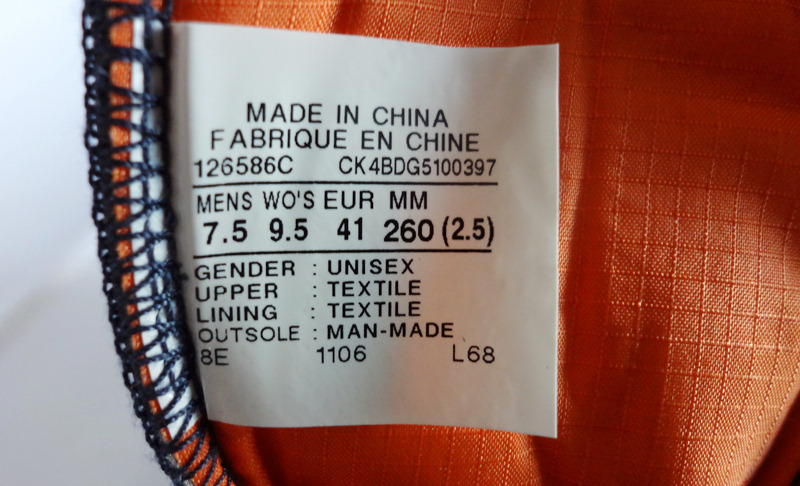 MADE IN CHINA
FABRIQUE EN CHINE
126586C CK4BDG5100397
MENS WO'S EUR MM
7.5 9.5 41 260 (2.5)
GENDER : UNISEX
UPPER : TEXTILE
LINING : TEXTILE
OUTSOLE : MAN-MADE
8E 1106 L68